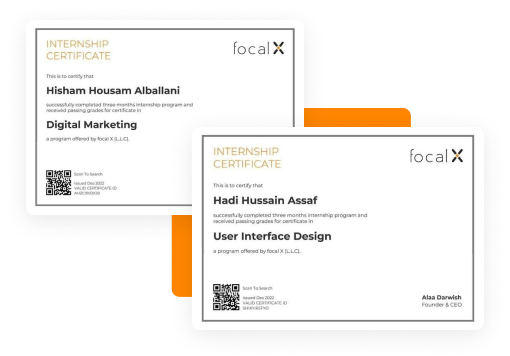 INTERNSHIP
CERTIFICATE
focal X
This is to certify that
Hisham Housam Alballani
successfully completed three months internship program and
received passing grades for certificate in
Digital Marketing
a program offered by focal X (L.L.C).
Scan To Search
Issued Dec 2022
VALID CERTIFICATE ID
INTERNSHIP
CERTIFICATE
focal X
This is to certify that
Hadi Hussain Assaf
successfully completed three months internship program and
received passing grades for certificate in
User Interface Design
a program offered by focal X (L.L.C).
Scan To Search
Issued Dec 2022
VALID CERTIFICATE ID
Alaa Darwish
Founder & CEO